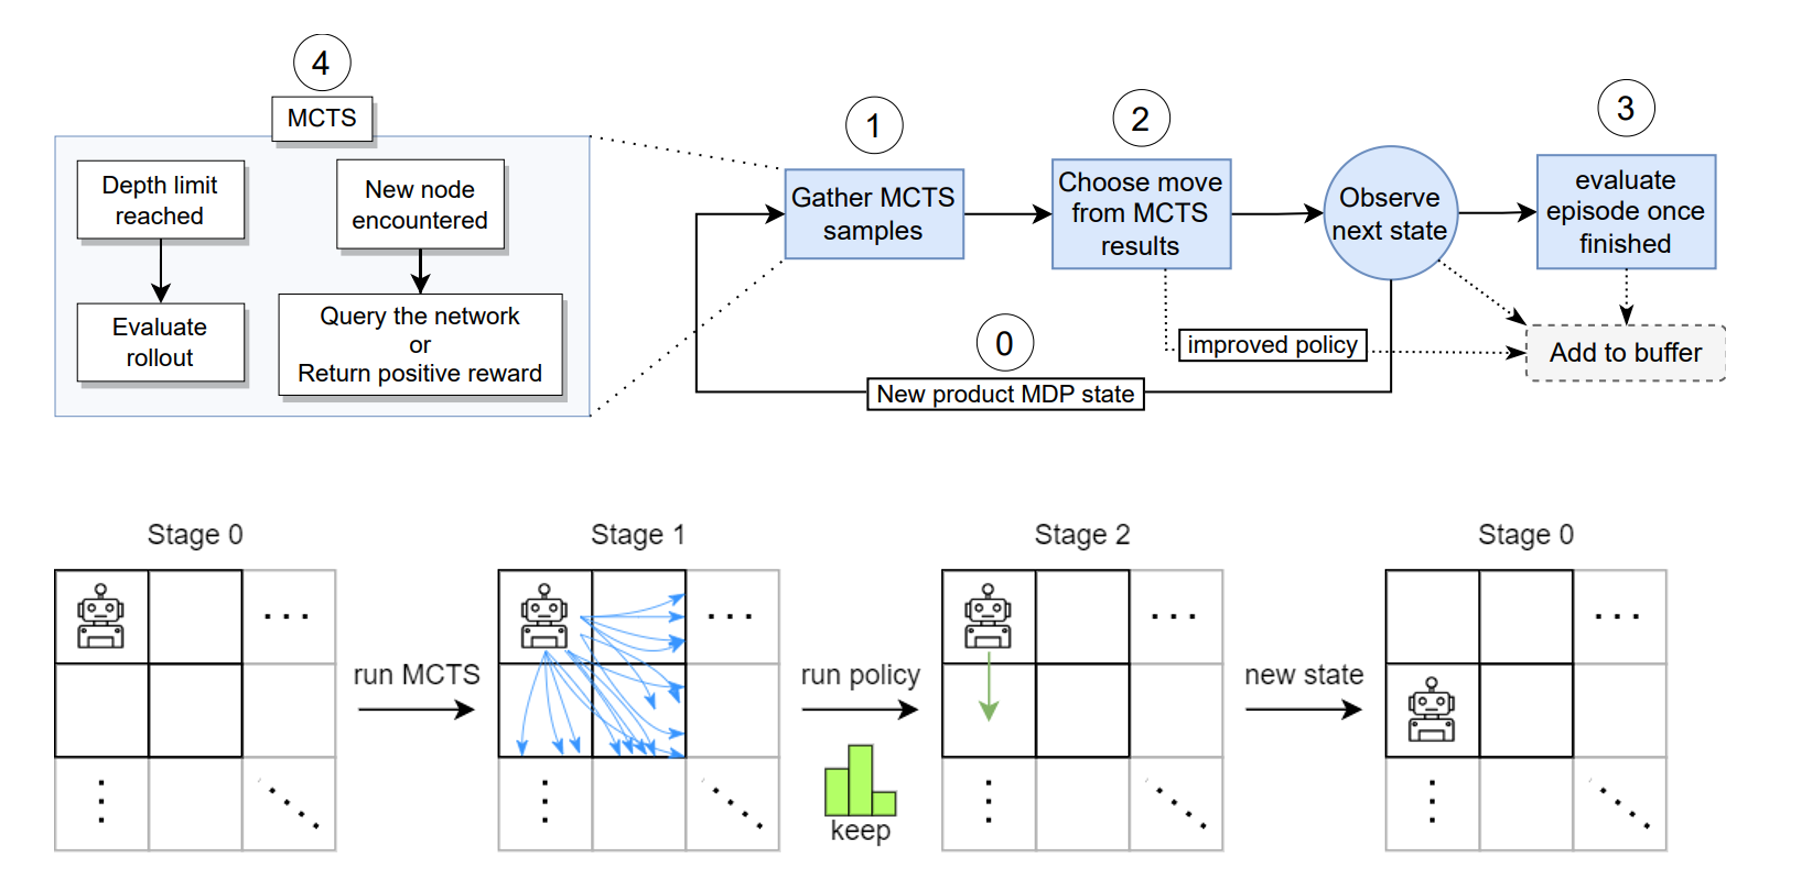 4
MCTS
Depth limit
reached
New node
encountered
Evaluate
rollout
Query the network
or
Return positive reward
1
Gather MCTS
samples
2
Choose move
from MCTS
results
Observe
next state
3
evaluate
episode once
finished
0
improved policy
Add to buffer
New product MDP state
Stage 0
Stage 1
Stage 2
Stage 0
run MCTS
run policy
new state
keep